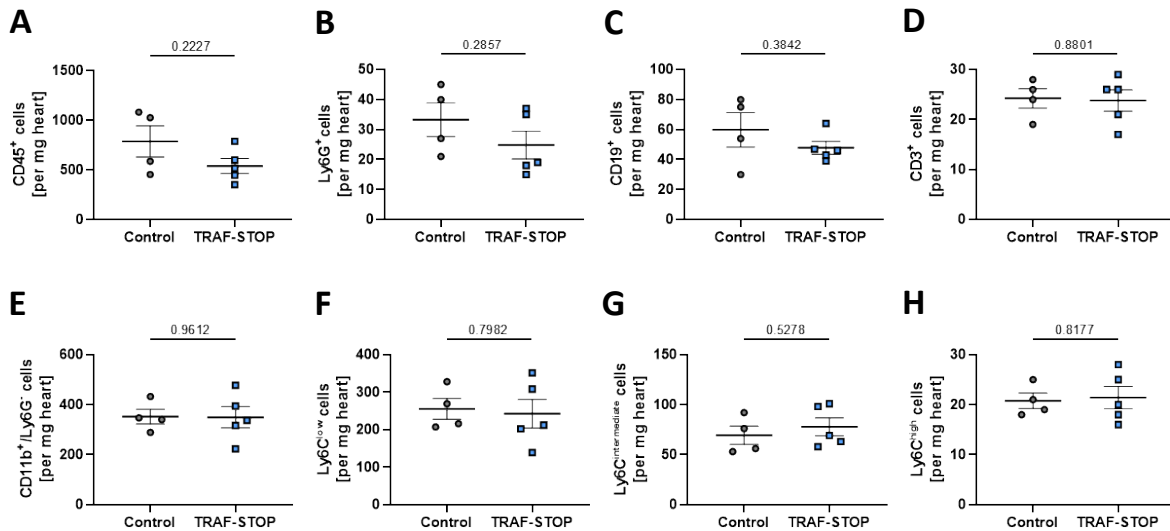 A
0.2227
CD45+ cells
[per mg heart]
1500
1000
500
0
Control
TRAF-STOP
B
0.2857
Ly6G+ cells
[per mg heart]
50
40
30
20
10
0
Control
TRAF-STOP
C
0.3842
CD19+ cells
[per mg heart]
100
80
60
40
20
0
Control
TRAF-STOP
D
0.8801
CD3+ cells
[per mg heart]
30
20
10
0
Control
TRAF-STOP
E
0.9612
CD11b+/Ly6G- cells
[per mg heart]
600
400
200
0
Control
TRAF-STOP
F
0.7982
Ly6Clow cells
[per mg heart]
400
300
200
100
0
Control
TRAF-STOP
G
0.5278
Ly6Cintermediate cells
[per mg heart]
150
100
50
0
Control
TRAF-STOP
H
0.8177
Ly6Chigh cells
[per mg heart]
30
20
10
0
Control
TRAF-STOP